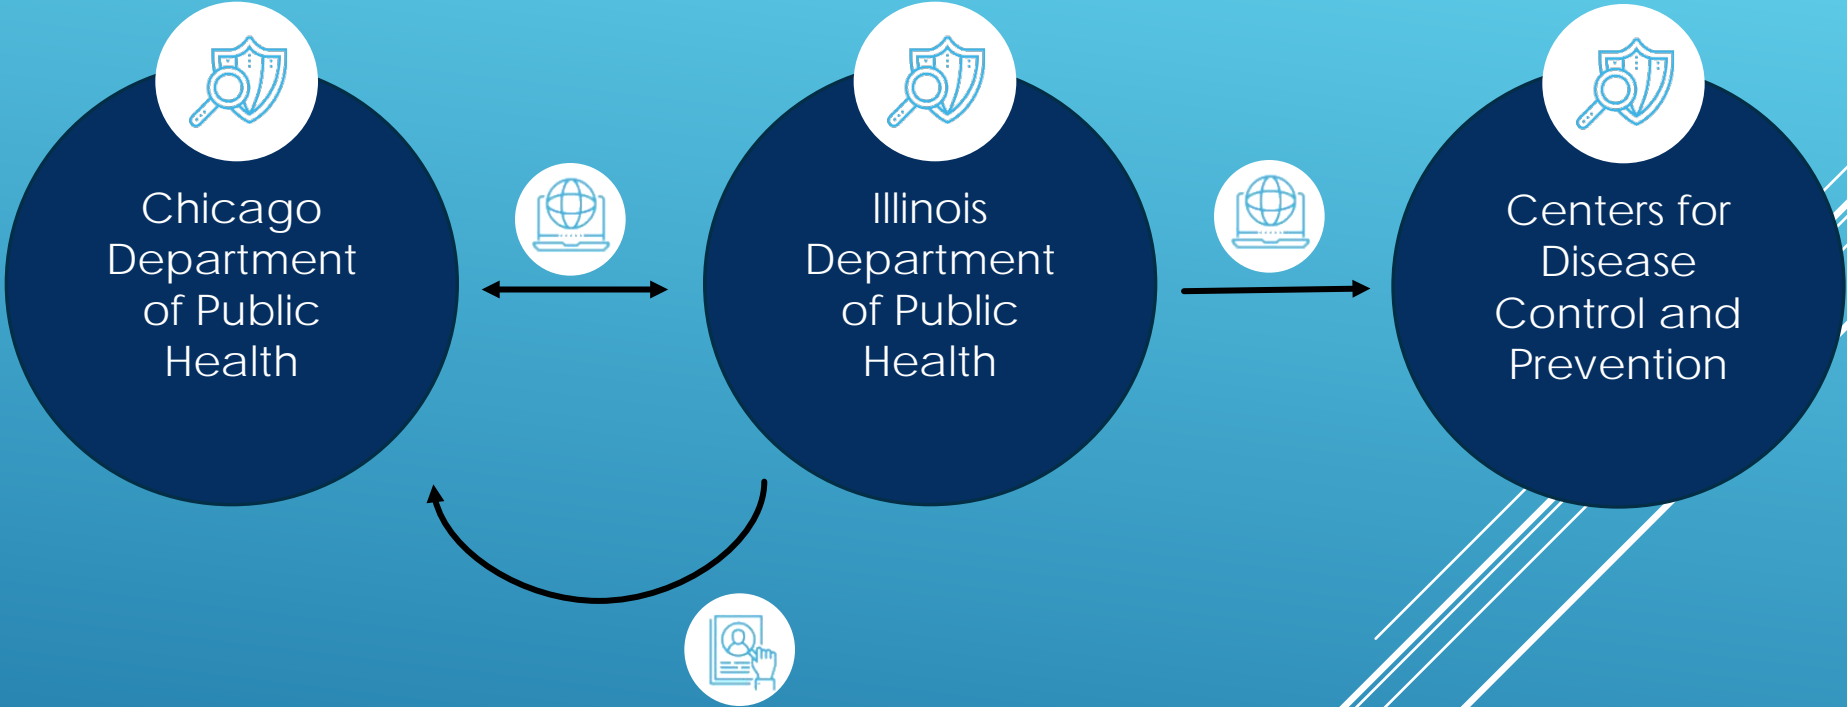 Chicago
Department
of Public
Health
Illinois
Department
of Public
Health
Centers for
Disease
Control and
Prevention